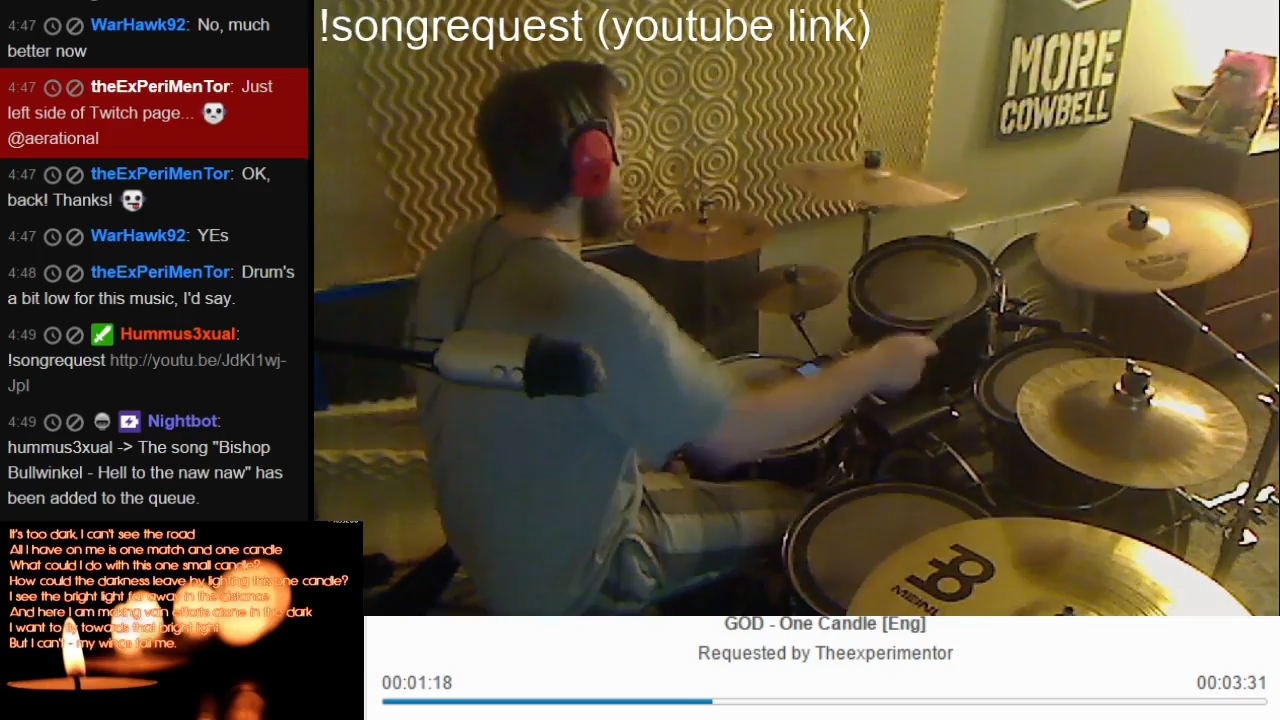 4:47 WarHawk92: No, much
better now
4:47 theExPeriMenTor: Just
left side of Twitch page...
@aerational
4:47 theExPeriMenTor: OK,
back! Thanks!
4:47 WarHawk92: YEs
4:48 theExPeriMenTor: Drum's
a bit low for this music, I'd say.
4:49 Hummus3xual:
!songrequest http://youtu.be/JdKI1wj-
JpI
4:49 Nightbot:
hummus3xual -> The song "Bishop
Bullwinkel - Hell to the naw naw" has
been added to the queue.
!songrequest (youtube link)
MORE
COWBELL
MEINL
It's too dark, I can't see the road
All I have on me is one match and one candle
What could I do with this one small candle?
How could the darkness leave by lighting this one candle?
I see the bright light far away in the distance
And here I am making vain efforts alone in the dark
I want to fly towards that bright light
But I can't - my wings fail me.
GOD - One Candle [Eng]
Requested by Theexperimentor
00:01:18
00:03:31